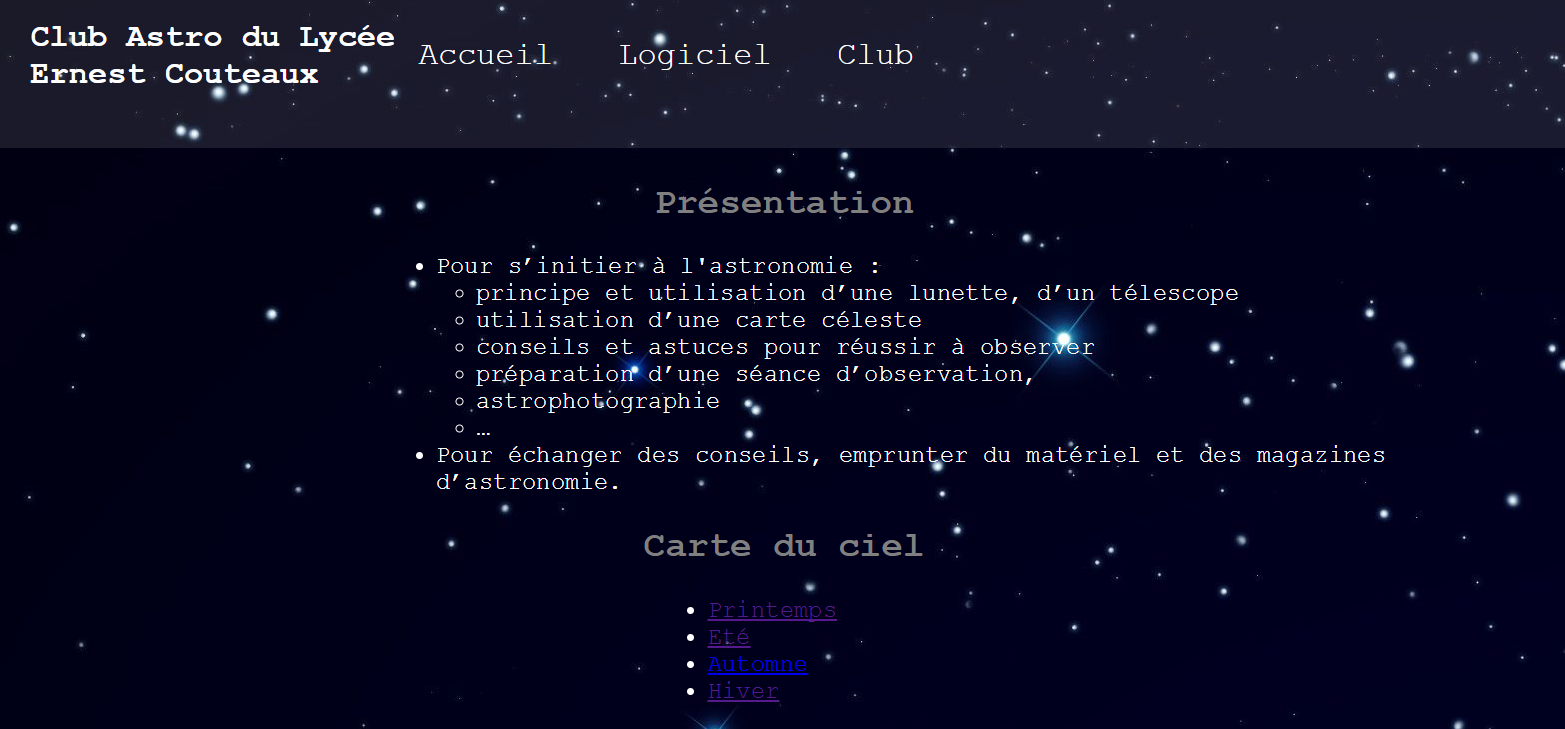 Club Astro du Lycée
Ernest Couteaux
Accueil Logiciel Club
Présentation
Pour s’initier à l'astronomie :
principe et utilisation d’une lunette, d’un télescope
utilisation d’une carte céleste
conseils et astuces pour réussir à observer
préparation d’une séance d’observation,
astrophotographie
…
Pour échanger des conseils, emprunter du matériel et des magazines
d’astronomie.
Carte du ciel
Printemps
Eté
Automne
Hiver